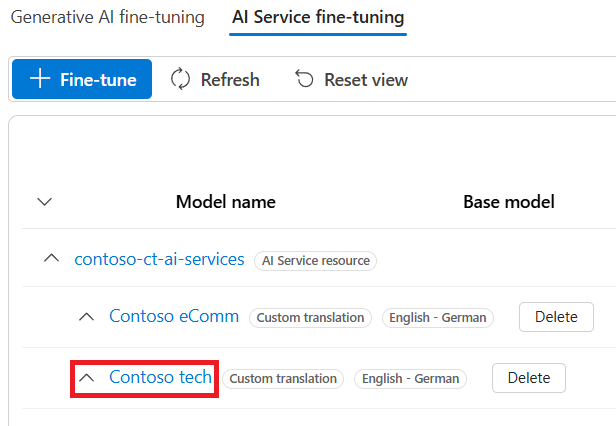 Generative AI fine-tuning AI Service fine-tuning
Fine-tune Refresh Reset view
Model name Base model
contoso-ct-ai-services AI Service resource
Contoso eComm Custom translation English - German Delete
Contoso tech Custom translation English - German Delete